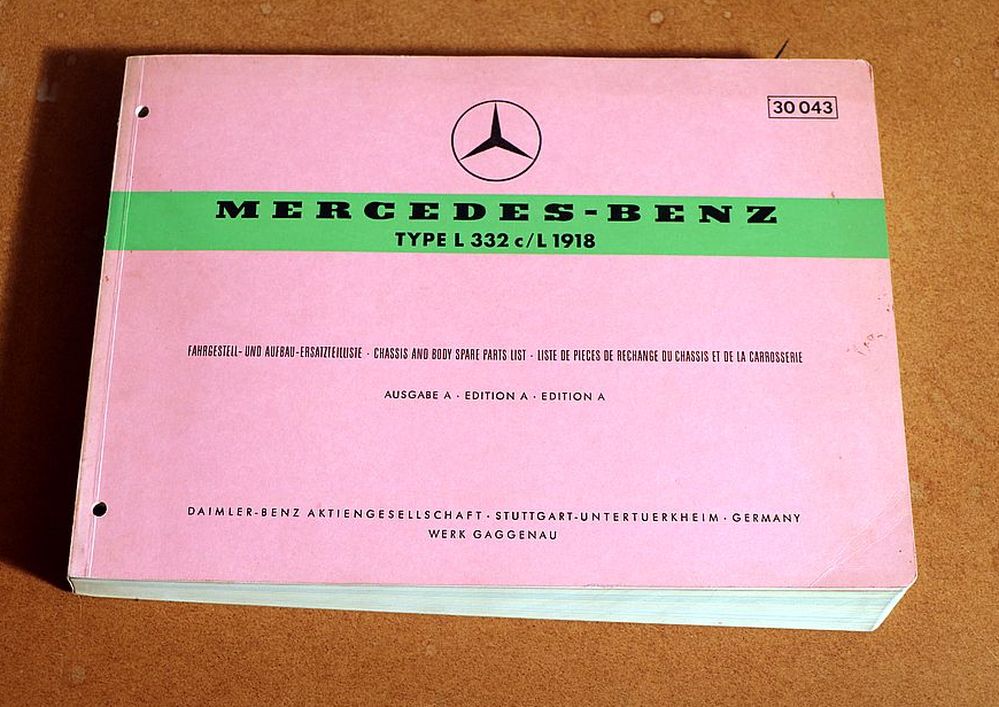 30 043
MERCEDES-BENZ
TYPE L 332 c/L 1918
FAHRGESTELL- UND AUFBAU-ERSATZTEILLISTE · CHASSIS AND BODY SPARE PARTS LIST · LISTE DE PIECES DE RECHANGE DU CHASSIS ET DE LA CARROSSERIE
AUSGABE A · EDITION A · EDITION A
DAIMLER-BENZ AKTIENGESELLSCHAFT · STUTTGART-UNTERTUERKHEIM · GERMANY
WERK GAGGENAU